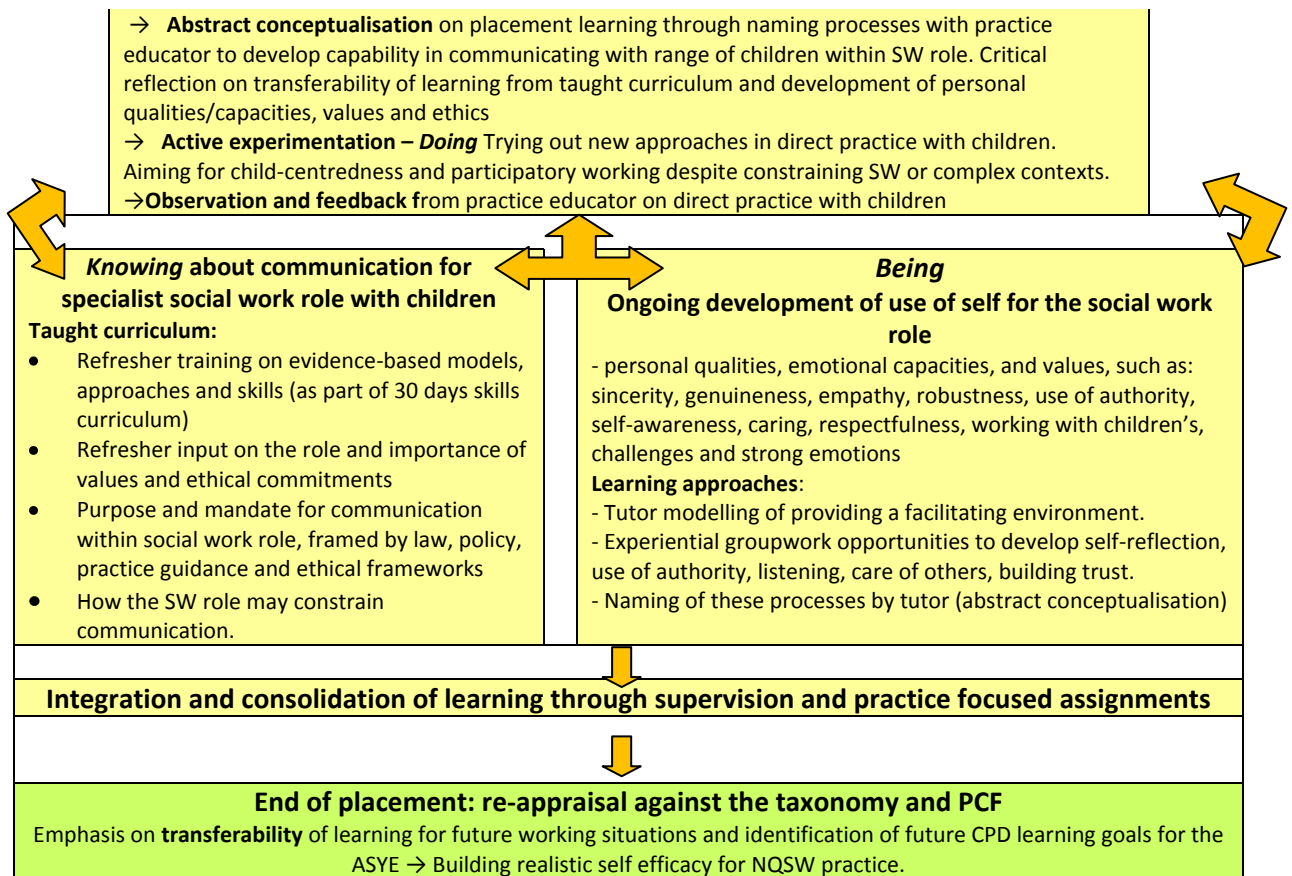 → Abstract conceptualisation on placement learning through naming processes with practice
educator to develop capability in communicating with range of children within SW role. Critical
reflection on transferability of learning from taught curriculum and development of personal
qualities/capacities, values and ethics
→ Active experimentation – Doing Trying out new approaches in direct practice with children.
Aiming for child-centredness and participatory working despite constraining SW or complex contexts.
→Observation and feedback from practice educator on direct practice with children
Knowing about communication for
specialist social work role with children
Taught curriculum:
• Refresher training on evidence-based models,
approaches and skills (as part of 30 days skills
curriculum)
• Refresher input on the role and importance of
values and ethical commitments
• Purpose and mandate for communication
within social work role, framed by law, policy,
practice guidance and ethical frameworks
• How the SW role may constrain
communication.
Being
Ongoing development of use of self for the social work
role
- personal qualities, emotional capacities, and values, such as:
sincerity, genuineness, empathy, robustness, use of authority,
self-awareness, caring, respectfulness, working with children's,
challenges and strong emotions
Learning approaches:
- Tutor modelling of providing a facilitating environment.
- Experiential groupwork opportunities to develop self-reflection,
use of authority, listening, care of others, building trust.
- Naming of these processes by tutor (abstract conceptualisation)
Integration and consolidation of learning through supervision and practice focused assignments
End of placement: re-appraisal against the taxonomy and PCF
Emphasis on transferability of learning for future working situations and identification of future CPD learning goals for the
ASYE → Building realistic self efficacy for NQSW practice.